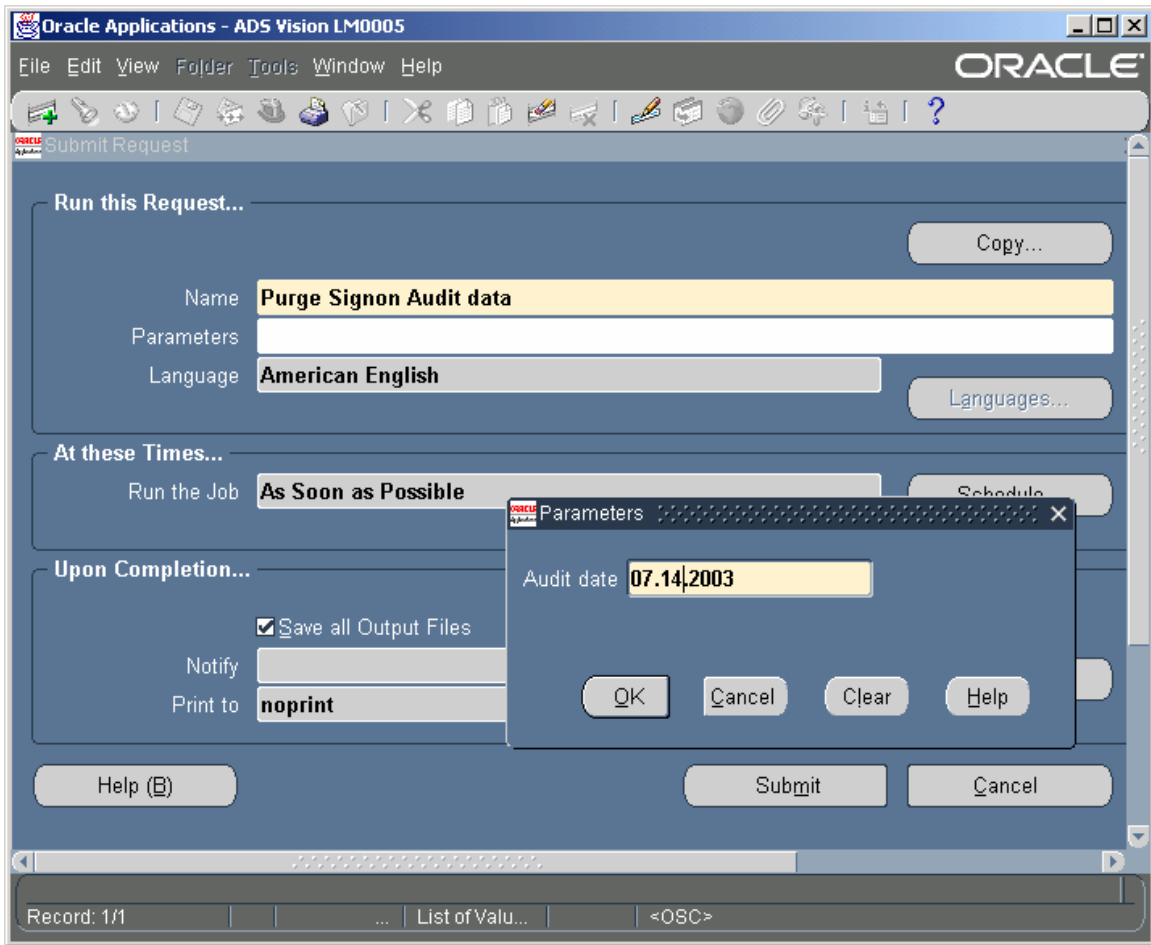 Oracle Applications - ADS Vision LM0005
File Edit View Folder Tools Window Help
ORACLE
Submit Request
Run this Request...
Copy...
Name Purge Signon Audit data
Parameters
Language American English
Languages...
At these Times...
Run the Job As Soon as Possible
Schedule
Parameters
Audit date 07.14.2003
Upon Completion...
Save all Output Files
Notify
Print to noprint
OK Cancel Clear Help
Help (B) Submit Cancel
Record: 1/1 ... List of Valu... <OSC>